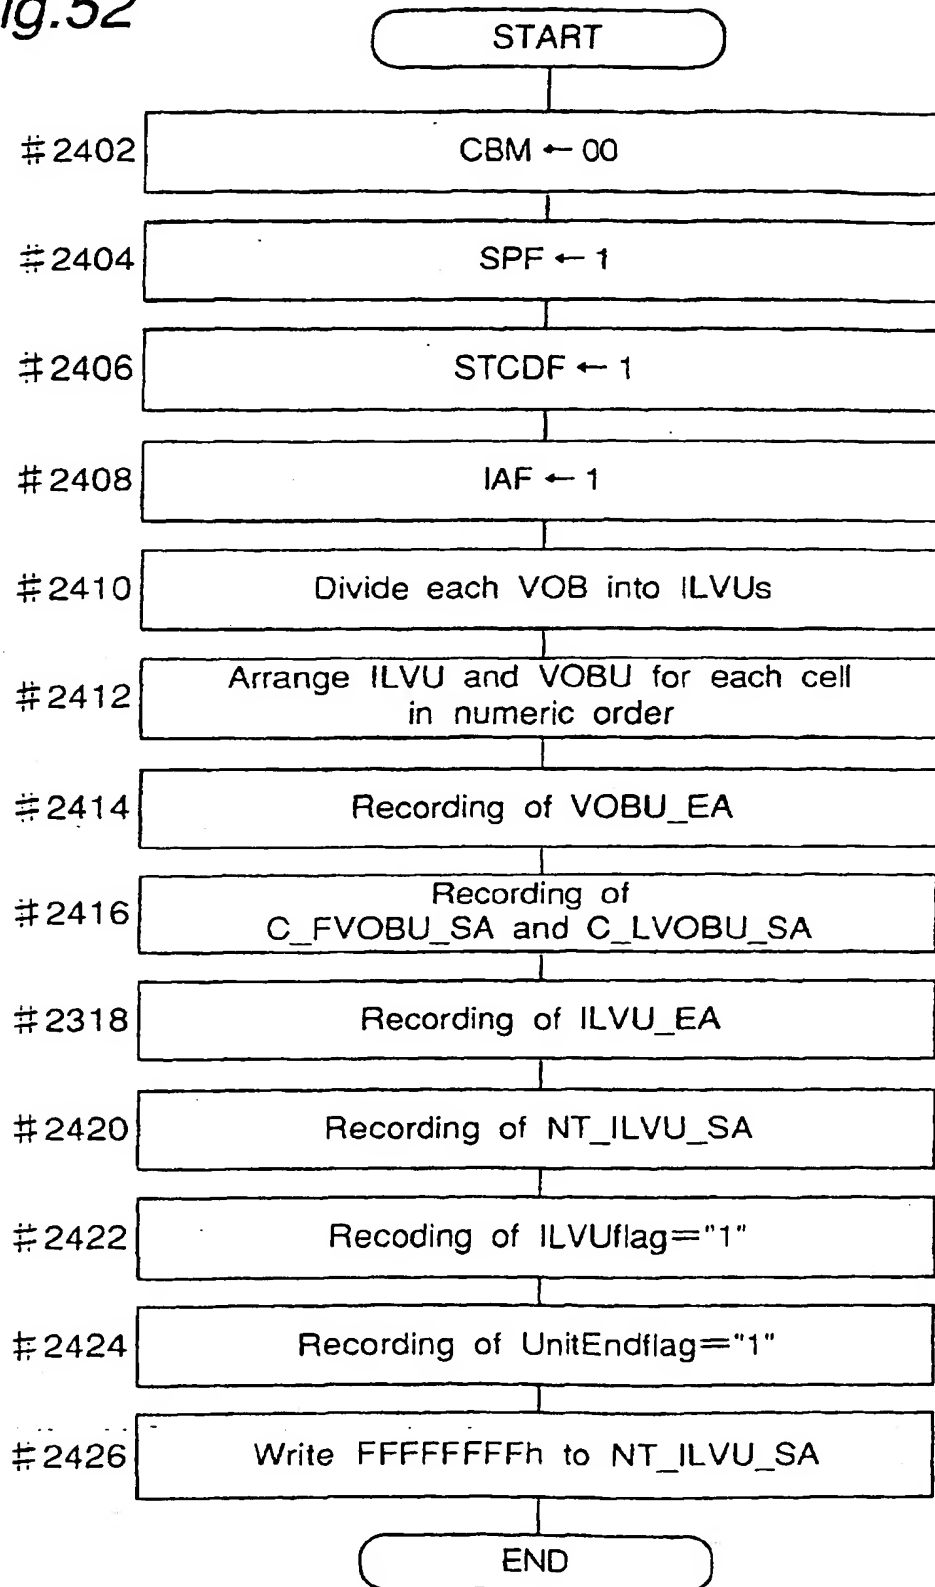 ig.52
START
#2402 CBM ← 00
#2404 SPF ← 1
#2406 STCDF ← 1
#2408 IAF ← 1
#2410 Divide each VOB into ILVUs
#2412 Arrange ILVU and VOBU for each cell
in numeric order
#2414 Recording of VOBU_EA
#2416 Recording of
C_FVOBU_SA and C_LVOBU_SA
#2318 Recording of ILVU_EA
#2420 Recording of NT_ILVU_SA
#2422 Recoding of ILVUflag="1"
#2424 Recording of UnitEndflag="1"
#2426 Write FFFFFFFFh to NT_ILVU_SA
END